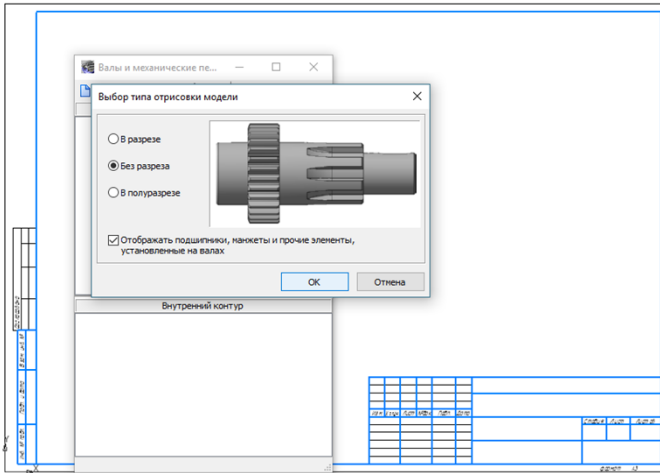 Валы и механические пе...
Выбор типа отрисовки модели
В разрезе
Без разреза
В полуразрезе
Отображать подшипники, манжеты и прочие элементы,
установленные на валах
OK
Отмена
Внутренний контур